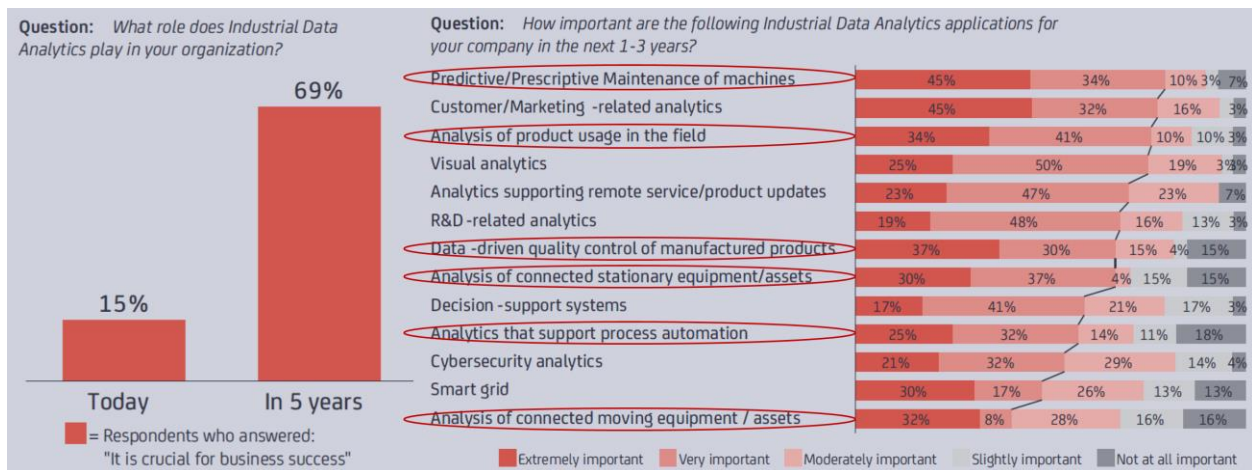 Question: What role does Industrial Data
Analytics play in your organization?
69%
15%
Today In 5 years
= Respondents who answered:
"It is crucial for business success"
Question: How important are the following Industrial Data Analytics applications for
your company in the next 1-3 years?
Predictive/Prescriptive Maintenance of machines 45% 34% 10% 3% 7%
Customer/Marketing -related analytics 45% 32% 16% 3%
Analysis of product usage in the field 34% 41% 10% 10% 3%
Visual analytics 25% 50% 19% 3% 3%
Analytics supporting remote service/product updates 23% 47% 23% 7%
R&D -related analytics 19% 48% 16% 13% 3%
Data -driven quality control of manufactured products 37% 30% 15% 4% 15%
Analysis of connected stationary equipment/assets 30% 37% 4% 15% 15%
Decision -support systems 17% 41% 21% 17% 3%
Analytics that support process automation 25% 32% 14% 11% 18%
Cybersecurity analytics 21% 32% 29% 14% 4%
Smart grid 30% 17% 26% 13% 13%
Analysis of connected moving equipment / assets 32% 8% 28% 16% 16%
Extremely important Very important Moderately important Slightly important Not at all important